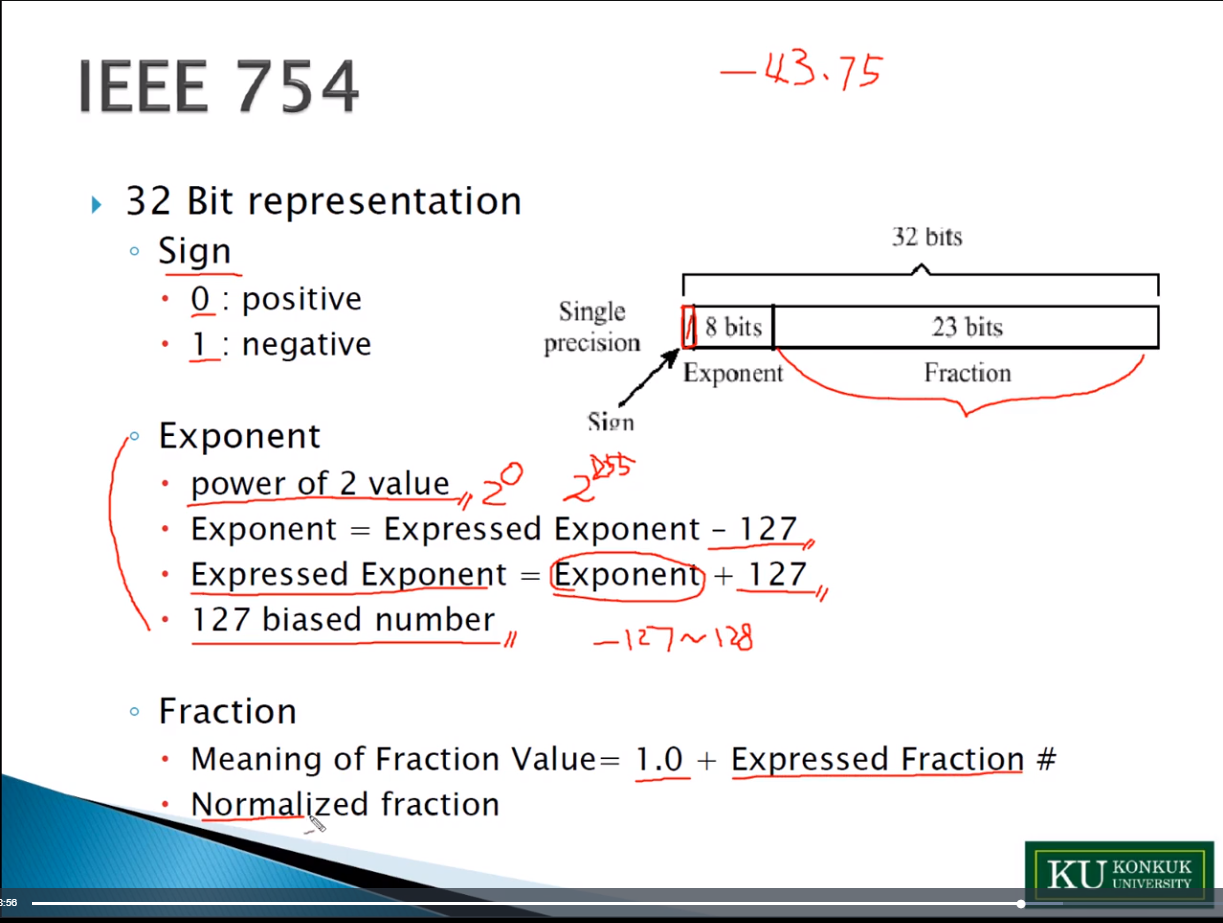 IEEE 754
-43.75
32 Bit representation
Sign
0 : positive
1 : negative
32 bits
Single
precision
8 bits
23 bits
Exponent
Fraction
Sign
Exponent
power of 2 value
2^0
2^255
Exponent = Expressed Exponent - 127
Expressed Exponent = Exponent + 127
127 biased number
-127~128
Fraction
Meaning of Fraction Value= 1.0 + Expressed Fraction #
Normalized fraction
KU KONKUK
UNIVERSITY
:56